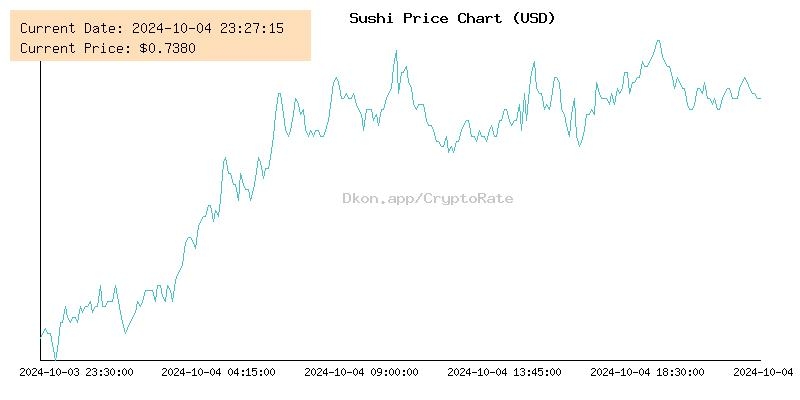 Sushi Price Chart (USD)
Current Date: 2024-10-04 23:27:15
Current Price: $0.7380
Dkon.app/CryptoRate
2024-10-03 23:30:00 2024-10-04 04:15:00 2024-10-04 09:00:00 2024-10-04 13:45:00 2024-10-04 18:30:00 2024-10-04